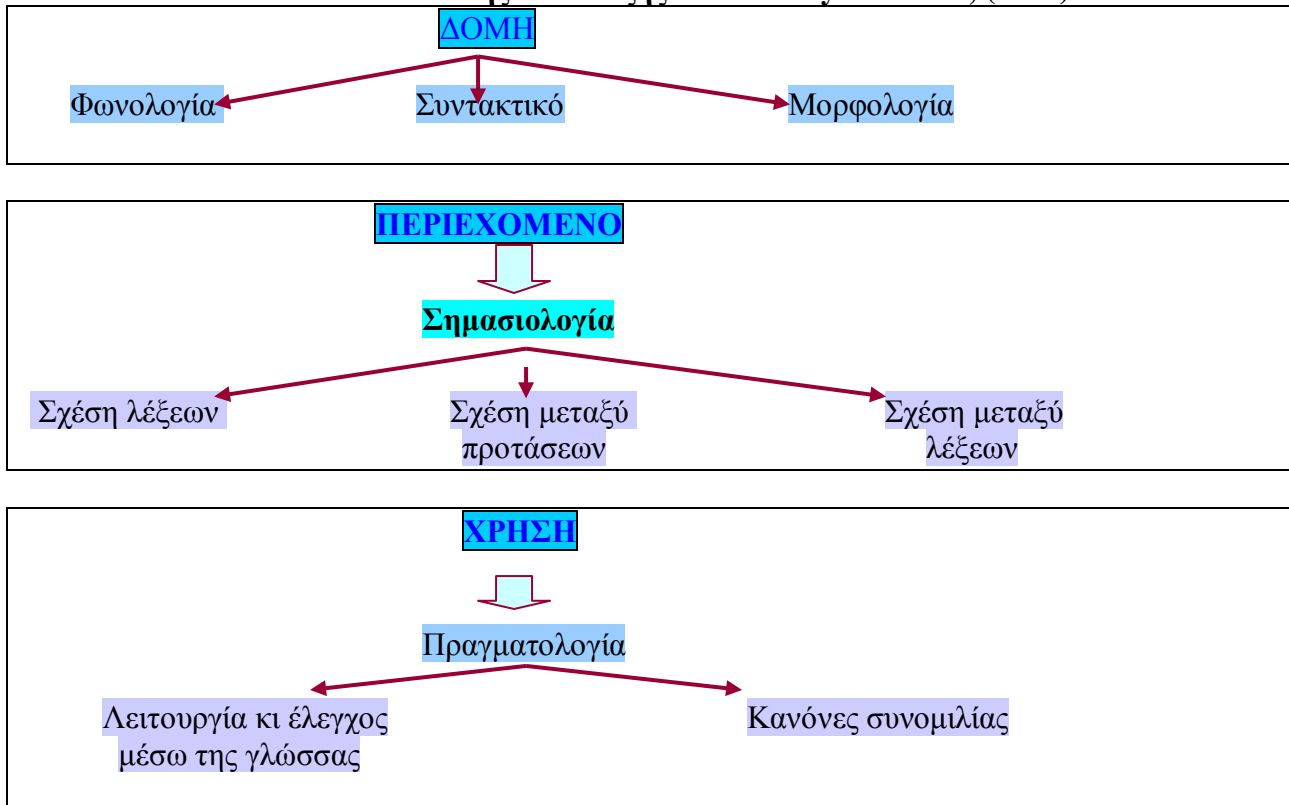 ΔΟΜΗ
Φωνολογία Συντακτικό Μορφολογία
ΠΕΡΙΕΧΟΜΕΝΟ
Σημασιολογία
Σχέση λέξεων Σχέση μεταξύ Σχέση μεταξύ
προτάσεων λέξεων
ΧΡΗΣΗ
Πραγματολογία
Λειτουργία κι έλεγχος Κανόνες συνομιλίας
μέσω της γλώσσας